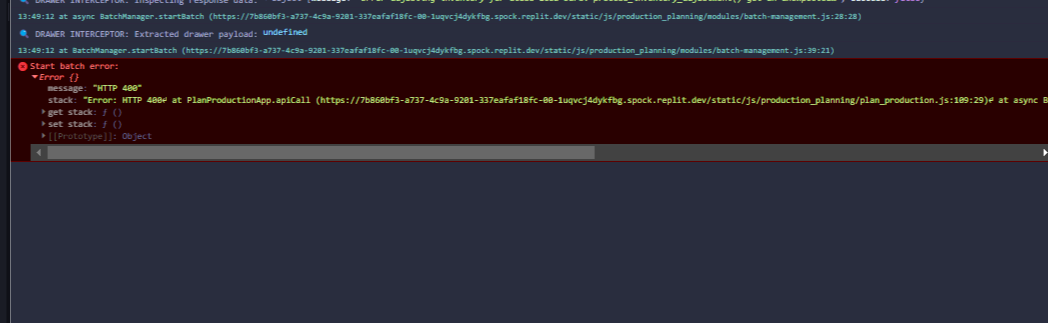 DRAWER INTERCEPTOR: Inspecting response data:
13:49:12 at async BatchManager.startBatch (https://7b860bf3-a737-4c9a-9201-337eafaf18fc-00-1uqvcj4dykfbg.spock.replit.dev/static/js/production_planning/modules/batch-management.js:28:28)
DRAWER INTERCEPTOR: Extracted drawer payload: undefined
13:49:12 at BatchManager.startBatch (https://7b860bf3-a737-4c9a-9201-337eafaf18fc-00-1uqvcj4dykfbg.spock.replit.dev/static/js/production_planning/modules/batch-management.js:39:21)
Start batch error:
Error {}
message: "HTTP 400"
stack: "Error: HTTP 400↵ at PlanProductionApp.apiCall (https://7b860bf3-a737-4c9a-9201-337eafaf18fc-00-1uqvcj4dykfbg.spock.replit.dev/static/js/production_planning/plan_production.js:109:29)↵ at async B
get stack: ƒ ()
set stack: ƒ ()
[[Prototype]]: Object